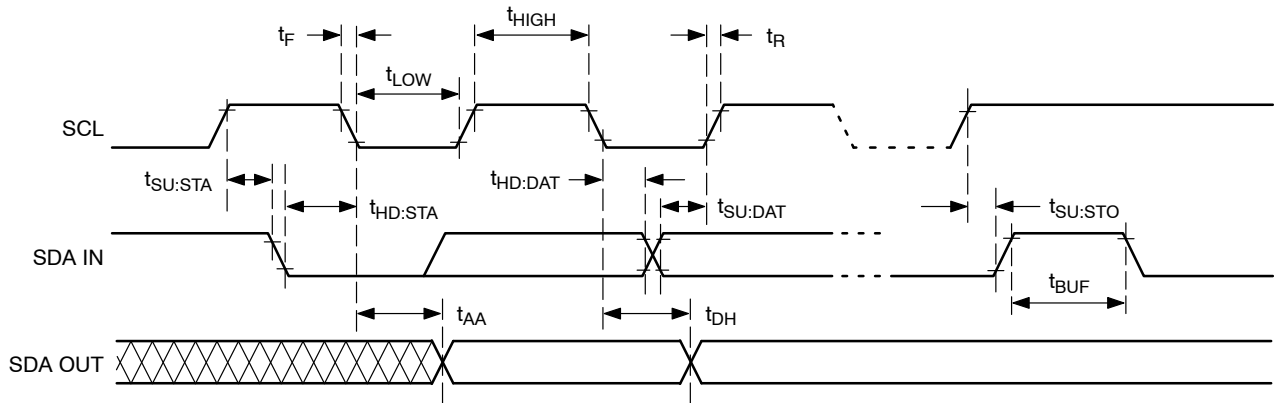 tF
tHIGH
tR
tLOW
SCL
tSU:STA
tHD:STA
tHD:DAT
tSU:DAT
tSU:STO
SDA IN
tBUF
tAA
tDH
SDA OUT